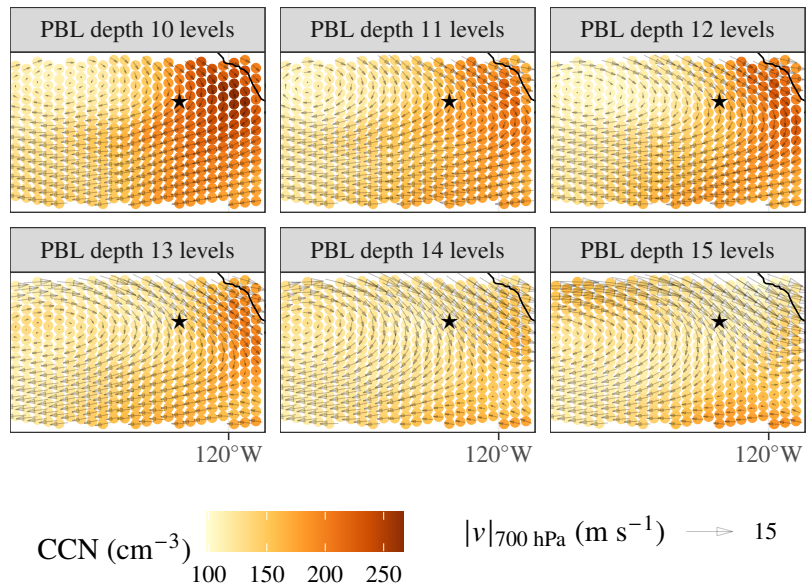 PBL depth 10 levels PBL depth 11 levels PBL depth 12 levels
PBL depth 13 levels PBL depth 14 levels PBL depth 15 levels
120°W 120°W 120°W
CCN (cm⁻³) |v|₇₀₀ ₕPₐ (m s⁻¹) 15
100 150 200 250